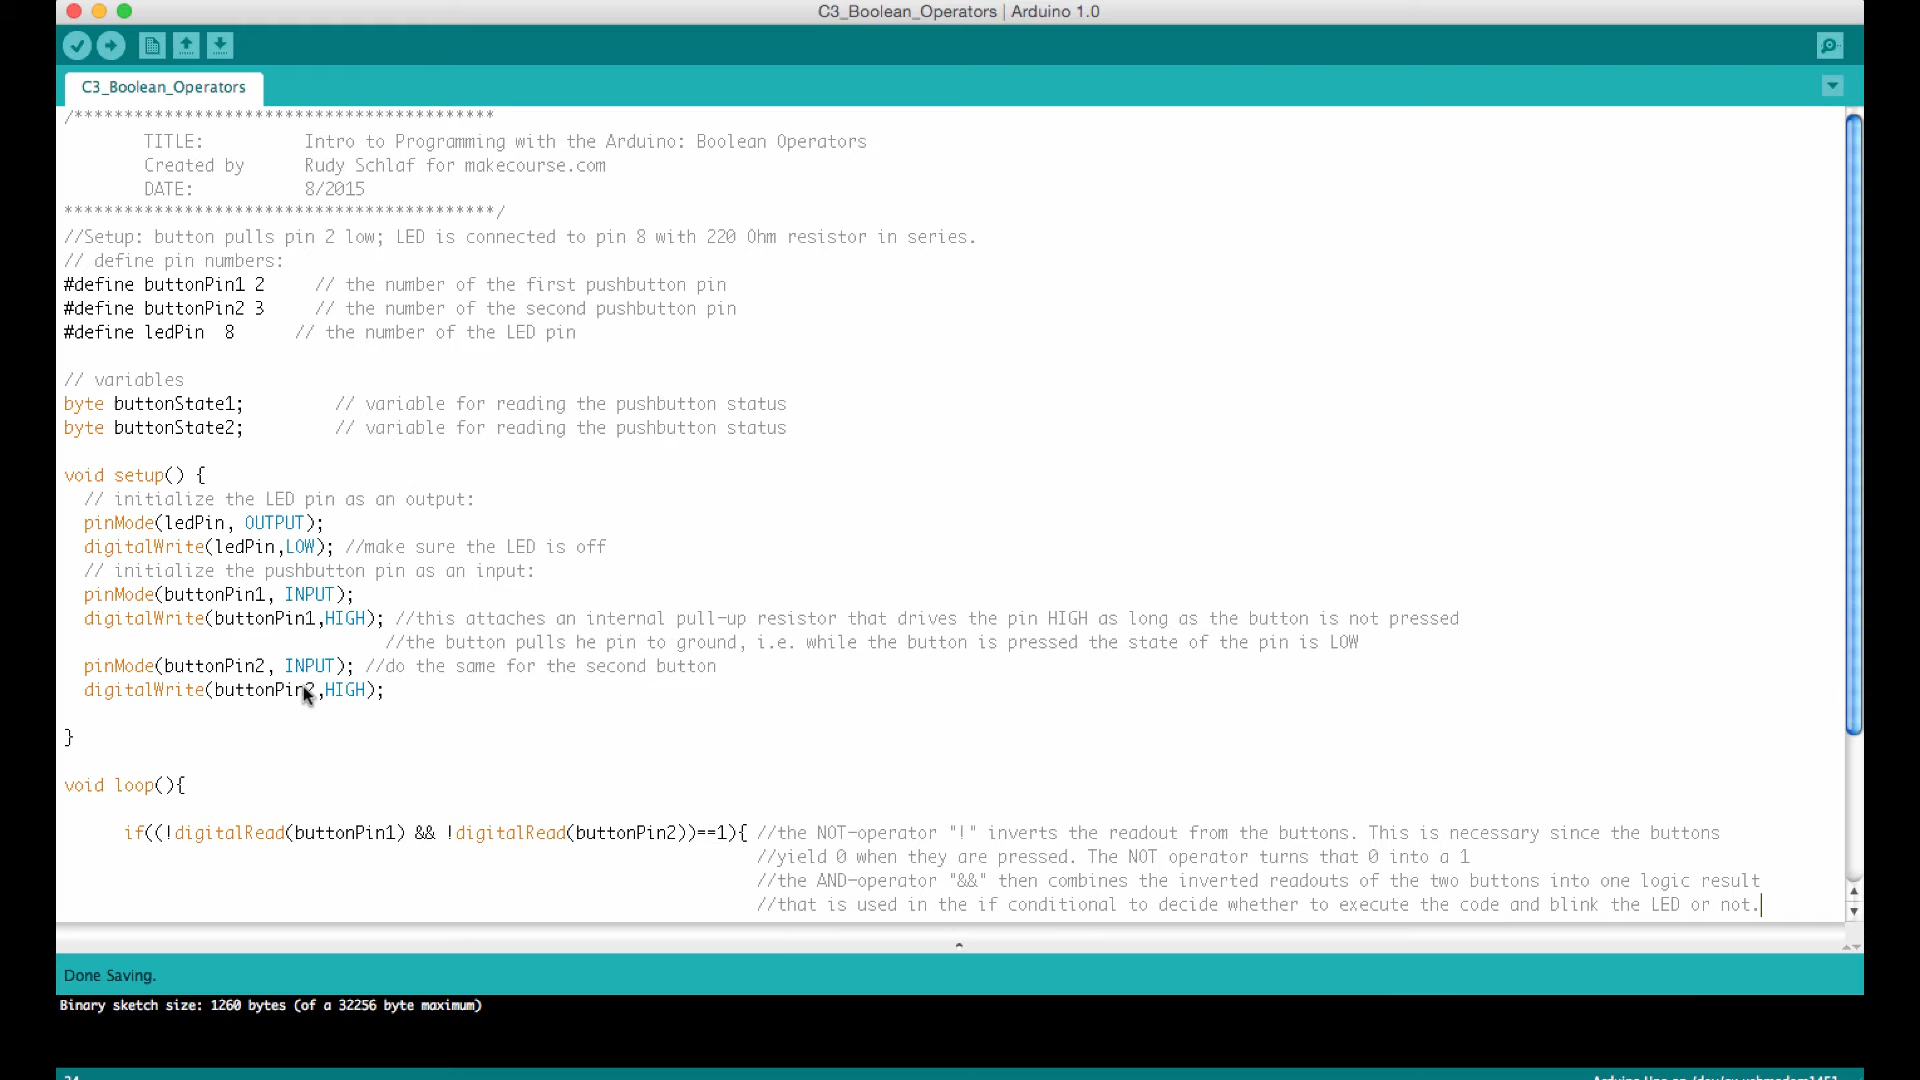 C3_Boolean_Operators | Arduino 1.0
C3_Boolean_Operators
/******************************************
TITLE: Intro to Programming with the Arduino: Boolean Operators
Created by Rudy Schlaf for makecourse.com
DATE: 8/2015
*******************************************/
//Setup: button pulls pin 2 low; LED is connected to pin 8 with 220 Ohm resistor in series.
// define pin numbers:
#define buttonPin1 2 // the number of the first pushbutton pin
#define buttonPin2 3 // the number of the second pushbutton pin
#define ledPin 8 // the number of the LED pin
// variables
byte buttonState1; // variable for reading the pushbutton status
byte buttonState2; // variable for reading the pushbutton status
void setup() {
// initialize the LED pin as an output:
pinMode(ledPin, OUTPUT);
digitalWrite(ledPin,LOW); //make sure the LED is off
// initialize the pushbutton pin as an input:
pinMode(buttonPin1, INPUT);
digitalWrite(buttonPin1,HIGH); //this attaches an internal pull-up resistor that drives the pin HIGH as long as the button is not pressed
//the button pulls he pin to ground, i.e. while the button is pressed the state of the pin is LOW
pinMode(buttonPin2, INPUT); //do the same for the second button
digitalWrite(buttonPin2,HIGH);
}
void loop(){
if((!digitalRead(buttonPin1) && !digitalRead(buttonPin2))==1){ //the NOT-operator "!" inverts the readout from the buttons. This is necessary since the buttons
//yield 0 when they are pressed. The NOT operator turns that 0 into a 1
//the AND-operator "&&" then combines the inverted readouts of the two buttons into one logic result
//that is used in the if conditional to decide whether to execute the code and blink the LED or not.
Done Saving.
Binary sketch size: 1260 bytes (of a 32256 byte maximum)